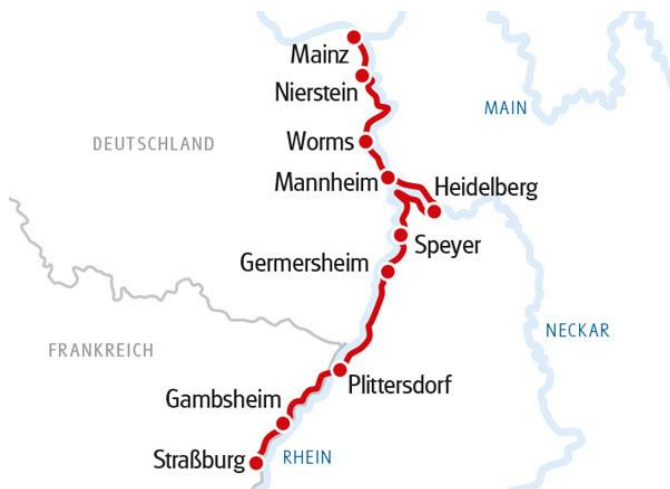 Mainz
Nierstein
MAIN
DEUTSCHLAND
Worms
Mannheim
Heidelberg
Speyer
Germersheim
NECKAR
FRANKREICH
Plittersdorf
Gambsheim
Straßburg
RHEIN